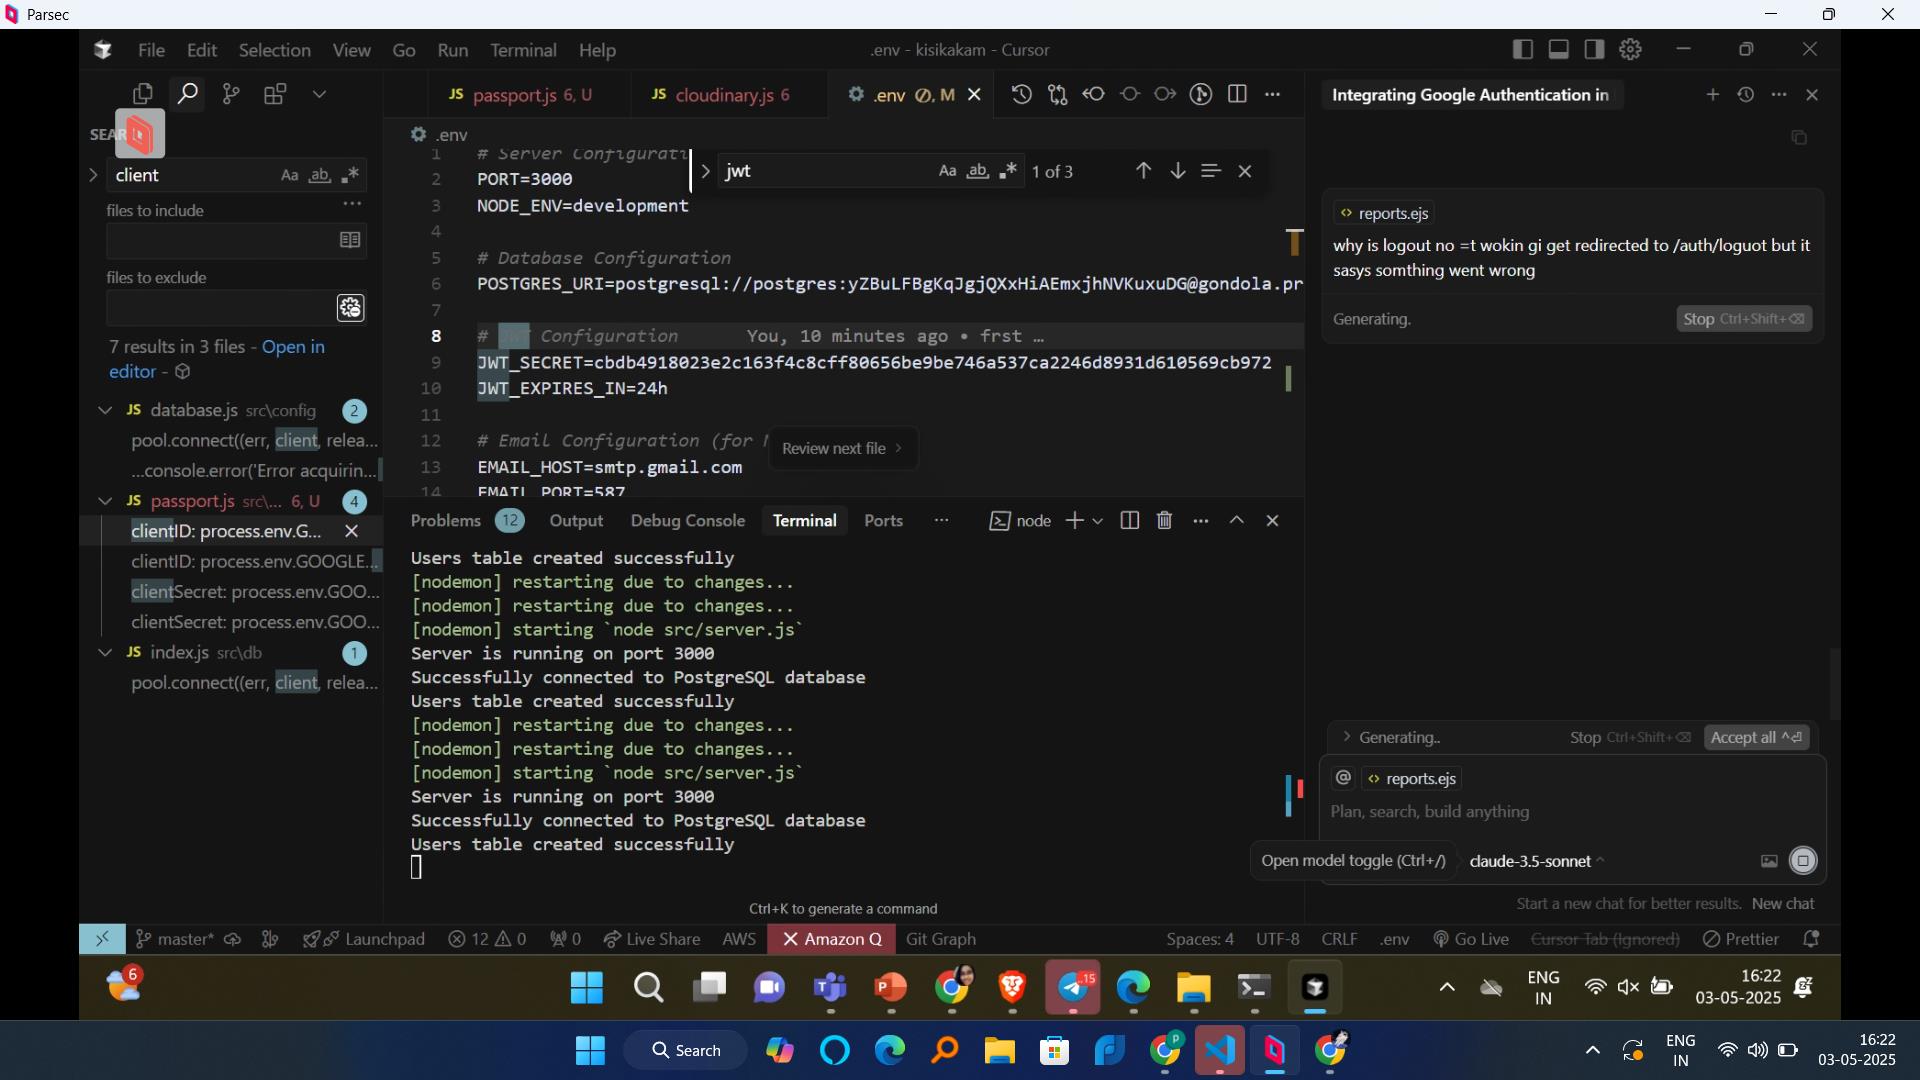 Parsec
File Edit Selection View Go Run Terminal Help
.env - kisikakam - Cursor
JS passport.js 6, U
JS cloudinary.js 6
.env M
Integrating Google Authentication in
SEAR
.env
client
Aa ab
files to include
files to exclude
7 results in 3 files - Open in
editor -
JS database.js src\config 2
pool.connect((err, client, relea...
...console.error('Error acquirin...
JS passport.js src\... 6, U 4
clientID: process.env.G...
clientID: process.env.GOOGLE...
clientSecret: process.env.GOO...
clientSecret: process.env.GOO...
JS index.js src\db 1
pool.connect((err, client, relea...
jwt
Aa ab 1 of 3
1 # Server Configurati
2 PORT=3000
3 NODE_ENV=development
4
5 # Database Configuration
6 POSTGRES_URI=postgresql://postgres:yZBuLFBgKqJgjQXxHiAEmxjhNVKuxuDG@gondola.pr
7
8 # JWT Configuration You, 10 minutes ago • frst …
9 JWT_SECRET=cbdb4918023e2c163f4c8cff80656be9be746a537ca2246d8931d610569cb972
10 JWT_EXPIRES_IN=24h
11
12 # Email Configuration (for
13 EMAIL_HOST=smtp.gmail.com
14 EMAIL_PORT=587
Review next file
Problems 12 Output Debug Console Terminal Ports
node
Users table created successfully
[nodemon] restarting due to changes...
[nodemon] restarting due to changes...
[nodemon] starting `node src/server.js`
Server is running on port 3000
Successfully connected to PostgreSQL database
Users table created successfully
[nodemon] restarting due to changes...
[nodemon] restarting due to changes...
[nodemon] starting `node src/server.js`
Server is running on port 3000
Successfully connected to PostgreSQL database
Users table created successfully
Ctrl+K to generate a command
reports.ejs
why is logout no =t wokin gi get redirected to /auth/loguot but it
sasys somthing went wrong
Generating.
Stop Ctrl+Shift+⌫
Generating..
Stop Ctrl+Shift+⌫
Accept all ^⏎
@ reports.ejs
Plan, search, build anything
Open model toggle (Ctrl+/)
claude-3.5-sonnet
Start a new chat for better results. New chat
master* Launchpad 12 0 0 Live Share AWS Amazon Q Git Graph
Spaces: 4 UTF-8 CRLF .env Go Live Cursor Tab (Ignored) Prettier
6
15
ENG
IN
16:22
03-05-2025
Search
P
ENG
IN
16:22
03-05-2025